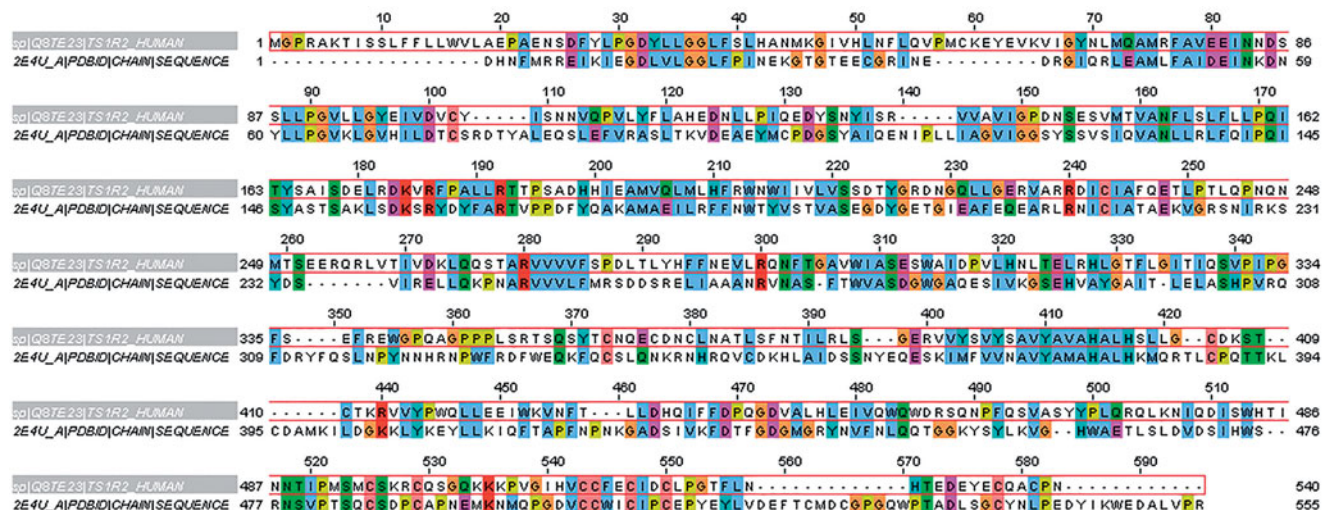 10 20 30 40 50 60 70 80
sp|Q8TE23|TS1R2_HUMAN 1 MGPRAKTISSLFFLLWVLAEPAENSDFYLPGDYLLGGLFSLHANMKGIVHLNFLQVPMCKEYEVKVIGYNLMQAMRFAVEEINNDS 86
2E4U_A|PDBID|CHAIN|SEQUENCE 1 ------------------DHNFMRREIKIEGDLVLGGLFPINEKGTGTEECGRINE--------DRGIQRLEAMLFAIDEINKDN 59
90 100 110 120 130 140 150 160 170
sp|Q8TE23|TS1R2_HUMAN 87 SLLPGVLLGYEIVDVCY-----ISNNVQPVLYFLAHEDNLLPIQEDYSNYISR-----VVAVIGPDNSESVMTVANFLSLFLLPQI 162
2E4U_A|PDBID|CHAIN|SEQUENCE 60 YLLPGVKLGVHILDTCSRDTYALEQSLEFVRASLTKVDEAEYMCPDGSYAIQENIPLLIAGVIGGSYSSVSIQVANLLRLFQIPQI 145
180 190 200 210 220 230 240 250
sp|Q8TE23|TS1R2_HUMAN 163 TYSAISDELRDKVRFPALLRTTPSADHHIEAMVQLMLHFRWNWIIVLVSSDTYGRDNGQLLGERVARRDICIAFQETLPTLQPNQN 248
2E4U_A|PDBID|CHAIN|SEQUENCE 146 SYASTSAKLSDKSRYDYFARTVPPDFYQAKAMAEILRFFNWTYVSTVASEGDYGETGIEAFEQEARLRNICIATAEKVGRSNIRKS 231
260 270 280 290 300 310 320 330 340
sp|Q8TE23|TS1R2_HUMAN 249 MTSEERQRLVTIVDKLQQSTARVVVVFSPDLTLYHFFNEVLRQNFTGAVWIASESWAIDPVLHNLTELRHLGTFLGITIQSVPIPG 334
2E4U_A|PDBID|CHAIN|SEQUENCE 232 YDS------VIRELLQKPNARVVVLFMRSDDSRELIAAANRVNAS-FTWVASDGWGAQESIVKGSEHVAYGAIT-LELASHPVRQ 308
350 360 370 380 390 400 410 420
sp|Q8TE23|TS1R2_HUMAN 335 FS-----EFREWGPQAGPPPLSRTSQSYTCNQECDNCLNATLSFNTILRLS---GERVVYSVYSAVYAVAHALHSLLG--CDKST- 409
2E4U_A|PDBID|CHAIN|SEQUENCE 309 FDRYFQSLNPYNNHRNPWFRDFWEQKFQCSLQNKRNHRQVCDKHLAIDSSNYEQESKIMFVVNAVYAMAHALHKMQRTLCPQTTKL 394
440 450 460 470 480 490 500 510
sp|Q8TE23|TS1R2_HUMAN 410 ------CTKRVVYPWQLLEEIWKVNFT---LLDHQIFFDPQGDVALHLEIVQWQWDRSQNPFQSVASYYPLQRQLKNIQDISWHTI 486
2E4U_A|PDBID|CHAIN|SEQUENCE 395 CDAMKILDGKKLYKEYLLKIQFTAPFNPNKGADSIVKFDTFGDGMGRYNVFNLQQTGGKYSYLKVG--HWAETLSLDVDSIHWS-- 476
520 530 540 550 560 570 580 590
sp|Q8TE23|TS1R2_HUMAN 487 NNTIPMSMCSKRCQSGQKKKPVGIHVCCFECIDCLPGTFLN-------------HTEDEYECQACPN------------ 540
2E4U_A|PDBID|CHAIN|SEQUENCE 477 RNSVPTSQCSDPCAPNEMKNMQPGDVCCWICIPCEPYEYLVDEFTCMDCGPGQWPTADLSGCYNLPEDYIKWEDALVPR 555